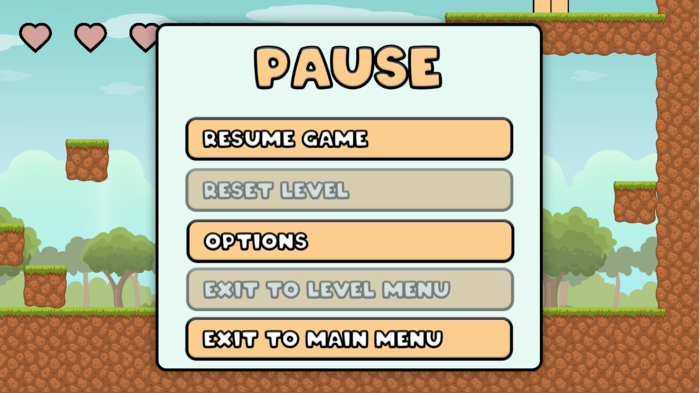 PAUSE
RESUME GAME
RESET LEVEL
OPTIONS
EXIT TO LEVEL MENU
EXIT TO MAIN MENU